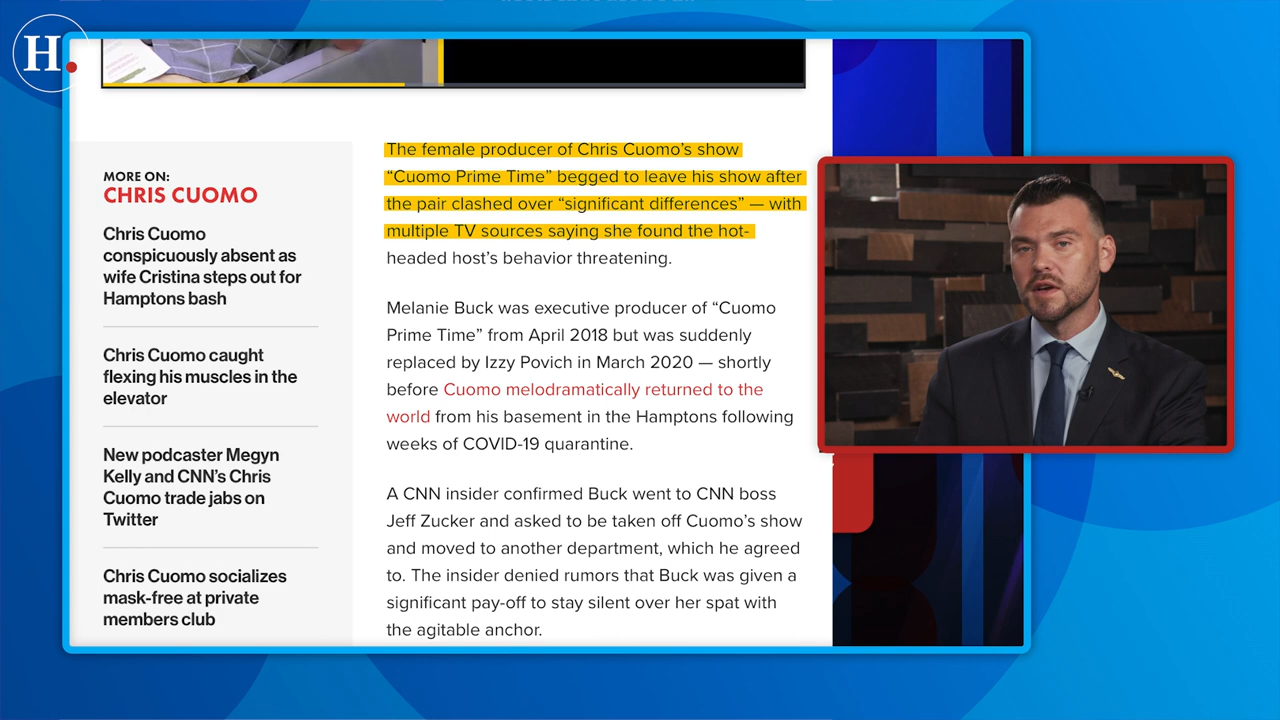 H.
MORE ON:
CHRIS CUOMO
Chris Cuomo
conspicuously absent as
wife Cristina steps out for
Hamptons bash
Chris Cuomo caught
flexing his muscles in the
elevator
New podcaster Megyn
Kelly and CNN’s Chris
Cuomo trade jabs on
Twitter
Chris Cuomo socializes
mask-free at private
members club
The female producer of Chris Cuomo’s show
“Cuomo Prime Time” begged to leave his show after
the pair clashed over “significant differences” — with
multiple TV sources saying she found the hot-
headed host’s behavior threatening.
Melanie Buck was executive producer of “Cuomo
Prime Time” from April 2018 but was suddenly
replaced by Izzy Povich in March 2020 — shortly
before Cuomo melodramatically returned to the
world from his basement in the Hamptons following
weeks of COVID-19 quarantine.
A CNN insider confirmed Buck went to CNN boss
Jeff Zucker and asked to be taken off Cuomo’s show
and moved to another department, which he agreed
to. The insider denied rumors that Buck was given a
significant pay-off to stay silent over her spat with
the agitable anchor.